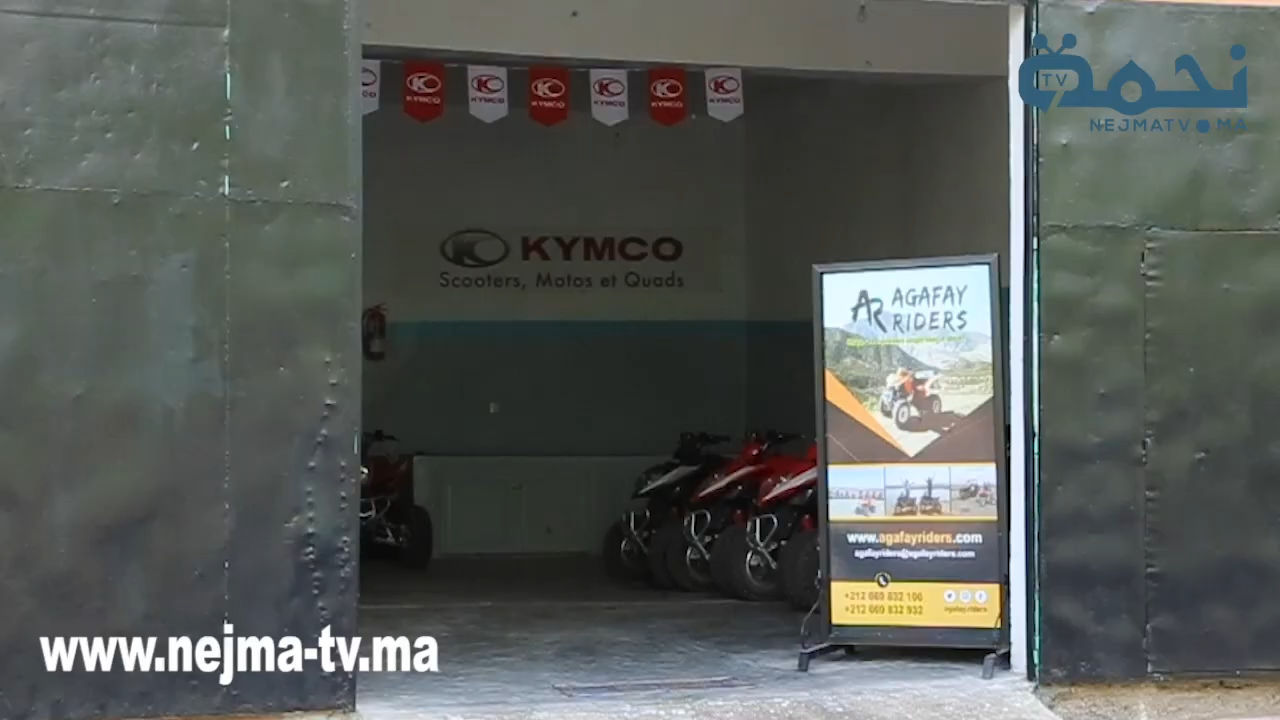 KYMCO
KYMCO
KYMCO
KYMCO
KYMCO
KYMCO
نجمة
TV
NEJMATV.MA
KYMCO
Scooters, Motos et Quads
AR AGAFAY
RIDERS
www.agafayriders.com
agafayriders@agafayriders.com
+212 669 832 106
+212 669 832 932
agafay.riders
www.nejma-tv.ma